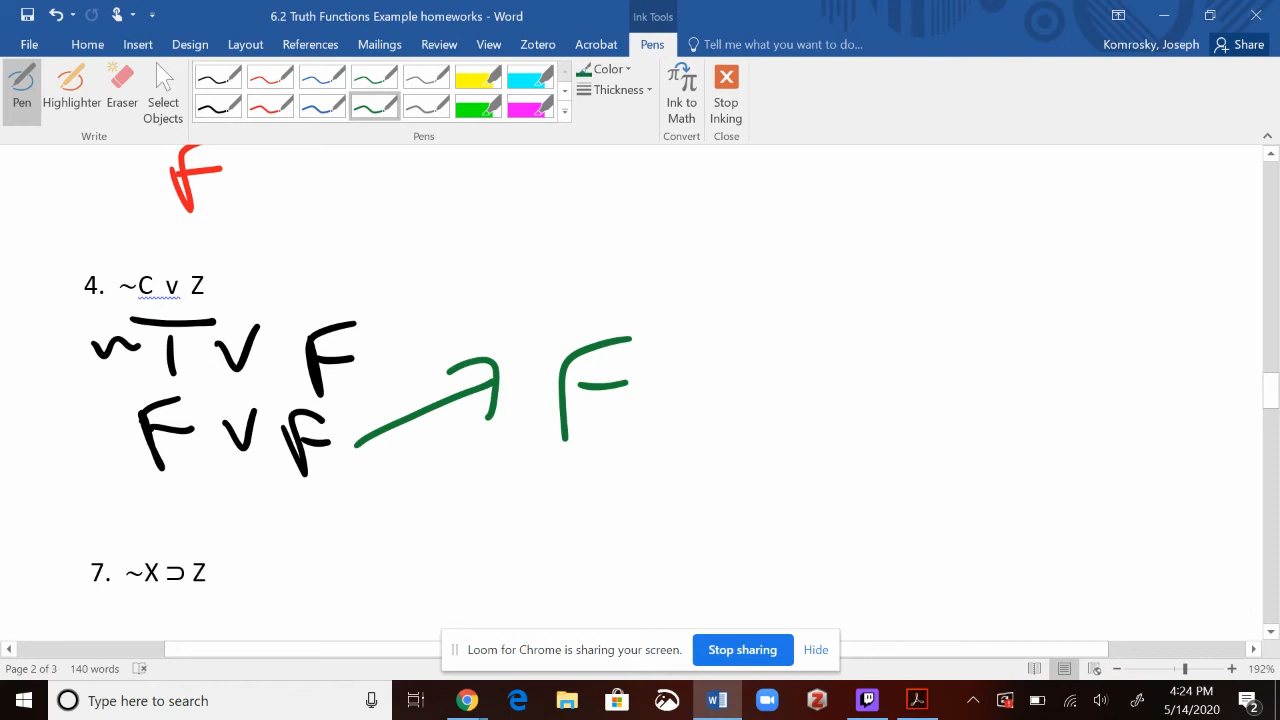 6.2 Truth Functions Example homeworks - Word
Ink Tools
File Home Insert Design Layout References Mailings Review View Zotero Acrobat Pens Tell me what you want to do... Komrosky, Joseph Share
Pen Highlighter Eraser Select Objects Color Thickness Ink to Math Stop Inking
Write Pens Convert Close
F
4. ~C v Z
~ T v F
F v F → F
7. ~X ⊃ Z
Loom for Chrome is sharing your screen. Stop sharing Hide
Page 2 of 3 140 words 192%
Type here to search
4:24 PM
5/14/2020
2